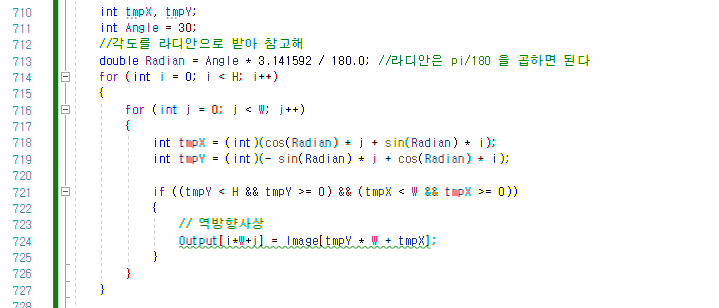 710 int tmpX, tmpY;
711 int Angle = 30;
712 //각도를 라디안으로 받아 참고해
713 double Radian = Angle * 3.141592 / 180.0; //라디안은 pi/180 을 곱하면 된다
714 for (int i = 0; i < H; i++)
715 {
716 for (int j = 0; j < W; j++)
717 {
718 int tmpX = (int)(cos(Radian) * j + sin(Radian) * i);
719 int tmpY = (int)(- sin(Radian) * j + cos(Radian) * i);
720
721 if ((tmpY < H && tmpY >= 0) && (tmpX < W && tmpX >= 0))
722 {
723 // 역방향사상
724 Output[i*W+j] = Image[tmpY * W + tmpX];
725 }
726 }
727 }
728